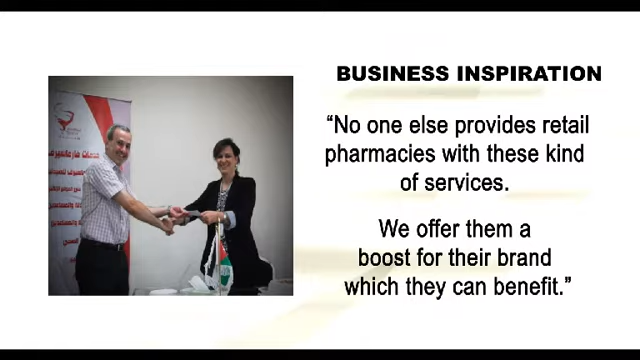 BUSINESS INSPIRATION
“No one else provides retail
pharmacies with these kind
of services.
We offer them a
boost for their brand
which they can benefit.”